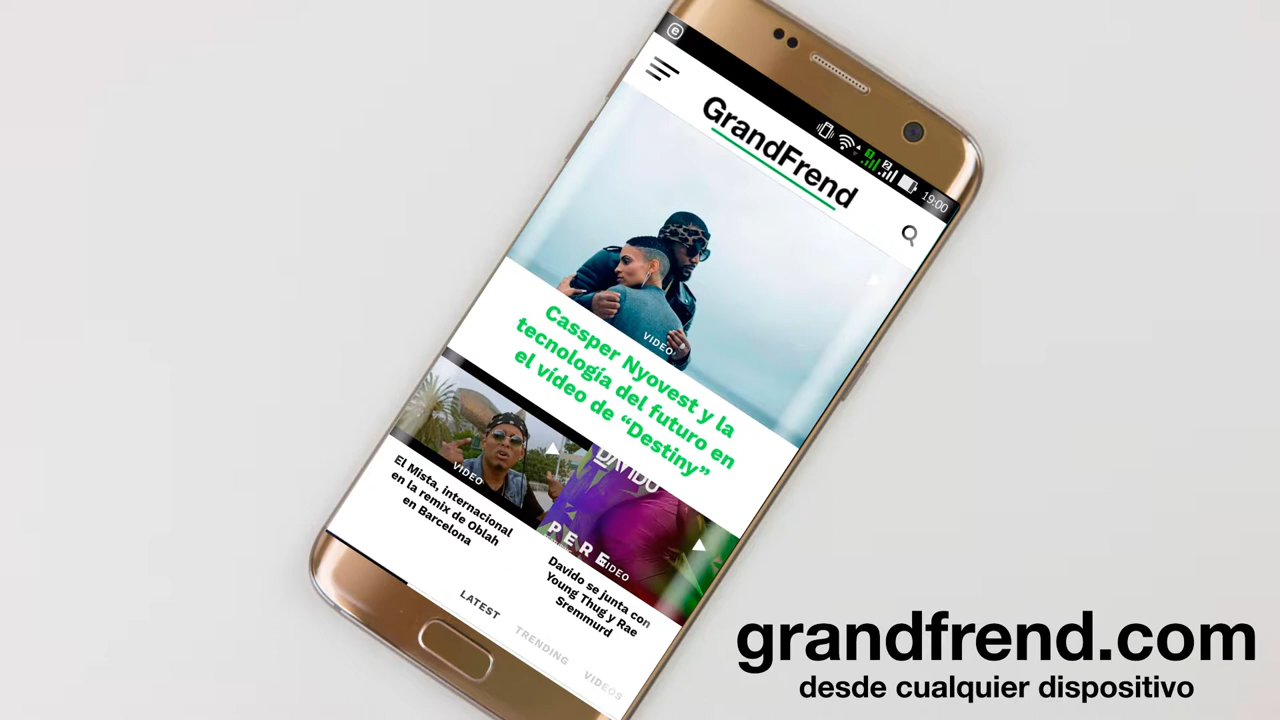 19:00
GrandFrend
VIDEO
Cassper Nyovest y la
tecnología del futuro en
el vídeo de “Destiny”
VIDEO
El Mista, internacional
en la remix de Oblah
en Barcelona
DAVIDO
PERE
VIDEO
Davido se junta con
Young Thug y Rae
Sremmurd
LATEST
TRENDING
VIDEOS
grandfrend.com
desde cualquier dispositivo